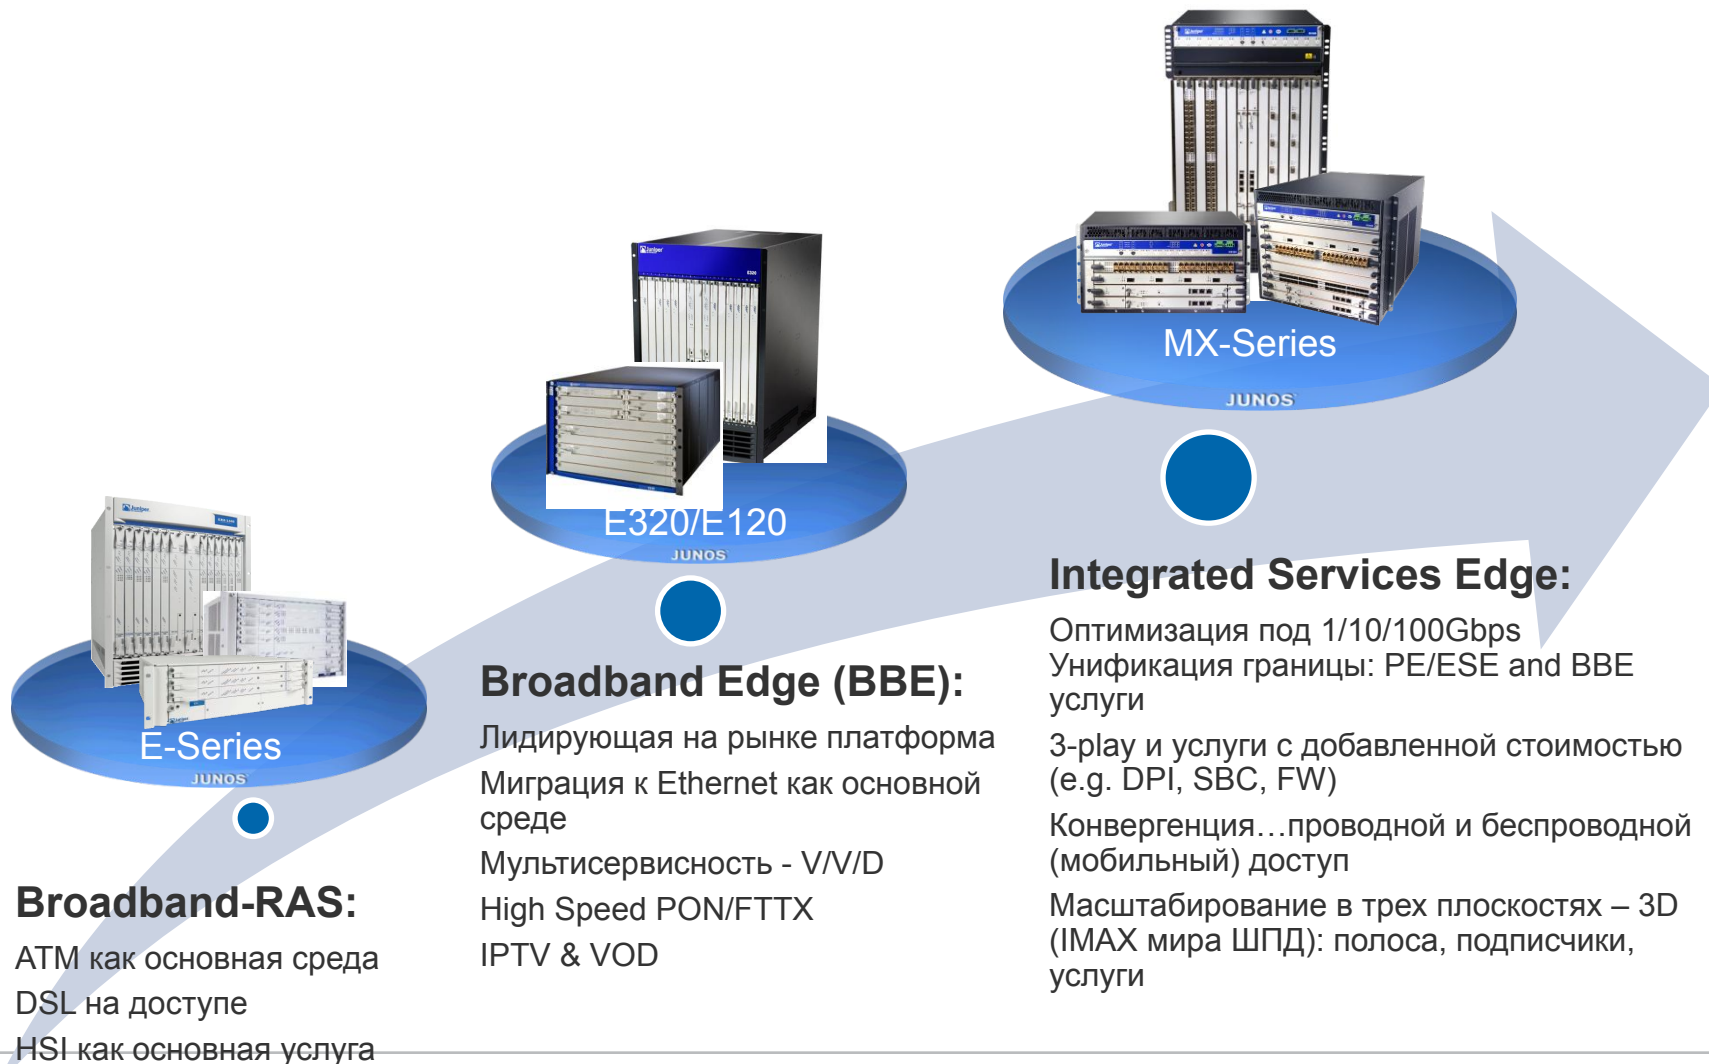 Juniper
MX-Series
JUNOS
Juniper
E320
E320/E120
JUNOS
Juniper
E-Series
JUNOS
Integrated Services Edge:
Оптимизация под 1/10/100Gbps
Унификация границы: PE/ESE and BBE
услуги
3-play и услуги с добавленной стоимостью
(e.g. DPI, SBC, FW)
Конвергенция…проводной и беспроводной
(мобильный) доступ
Масштабирование в трех плоскостях – 3D
(IMAX мира ШПД): полоса, подписчики,
услуги
Broadband Edge (BBE):
Лидирующая на рынке платформа
Миграция к Ethernet как основной
среде
Мультисервисность - V/V/D
High Speed PON/FTTX
IPTV & VOD
Broadband-RAS:
ATM как основная среда
DSL на доступе
HSI как основная услуга